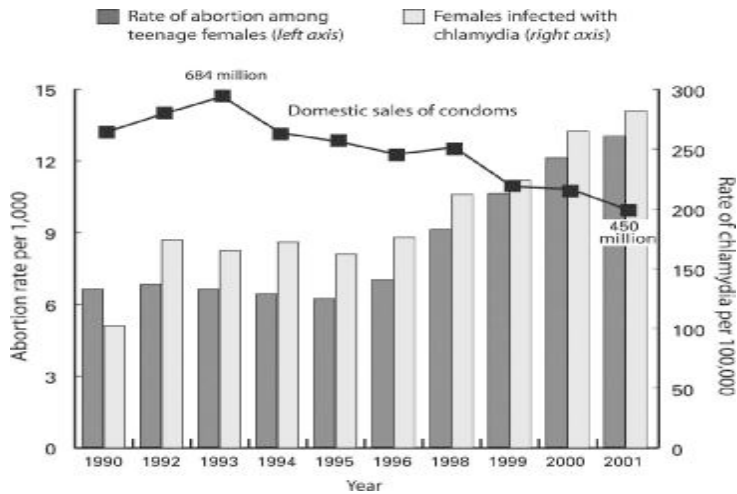 Rate of abortion among
teenage females (left axis)
Females infected with
chlamydia (right axis)
684 million
Domestic sales of condoms
450
million
Abortion rate per 1,000
15
12
9
6
3
0
Rate of chlamydia per 100,000
300
250
200
150
100
50
0
1990 1992 1993 1994 1995 1996 1998 1999 2000 2001
Year